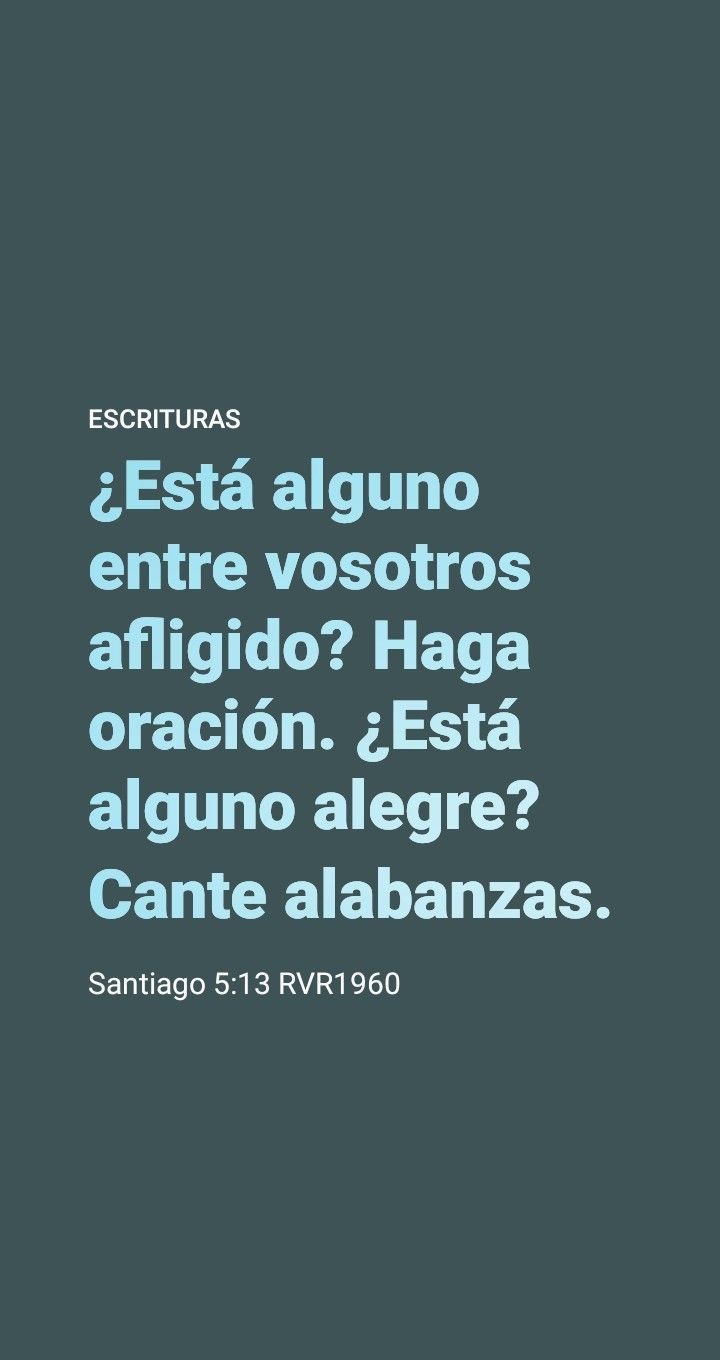 ESCRITURAS
¿Está alguno
entre vosotros
afligido? Haga
oración. ¿Está
alguno alegre?
Cante alabanzas.
Santiago 5:13 RVR1960